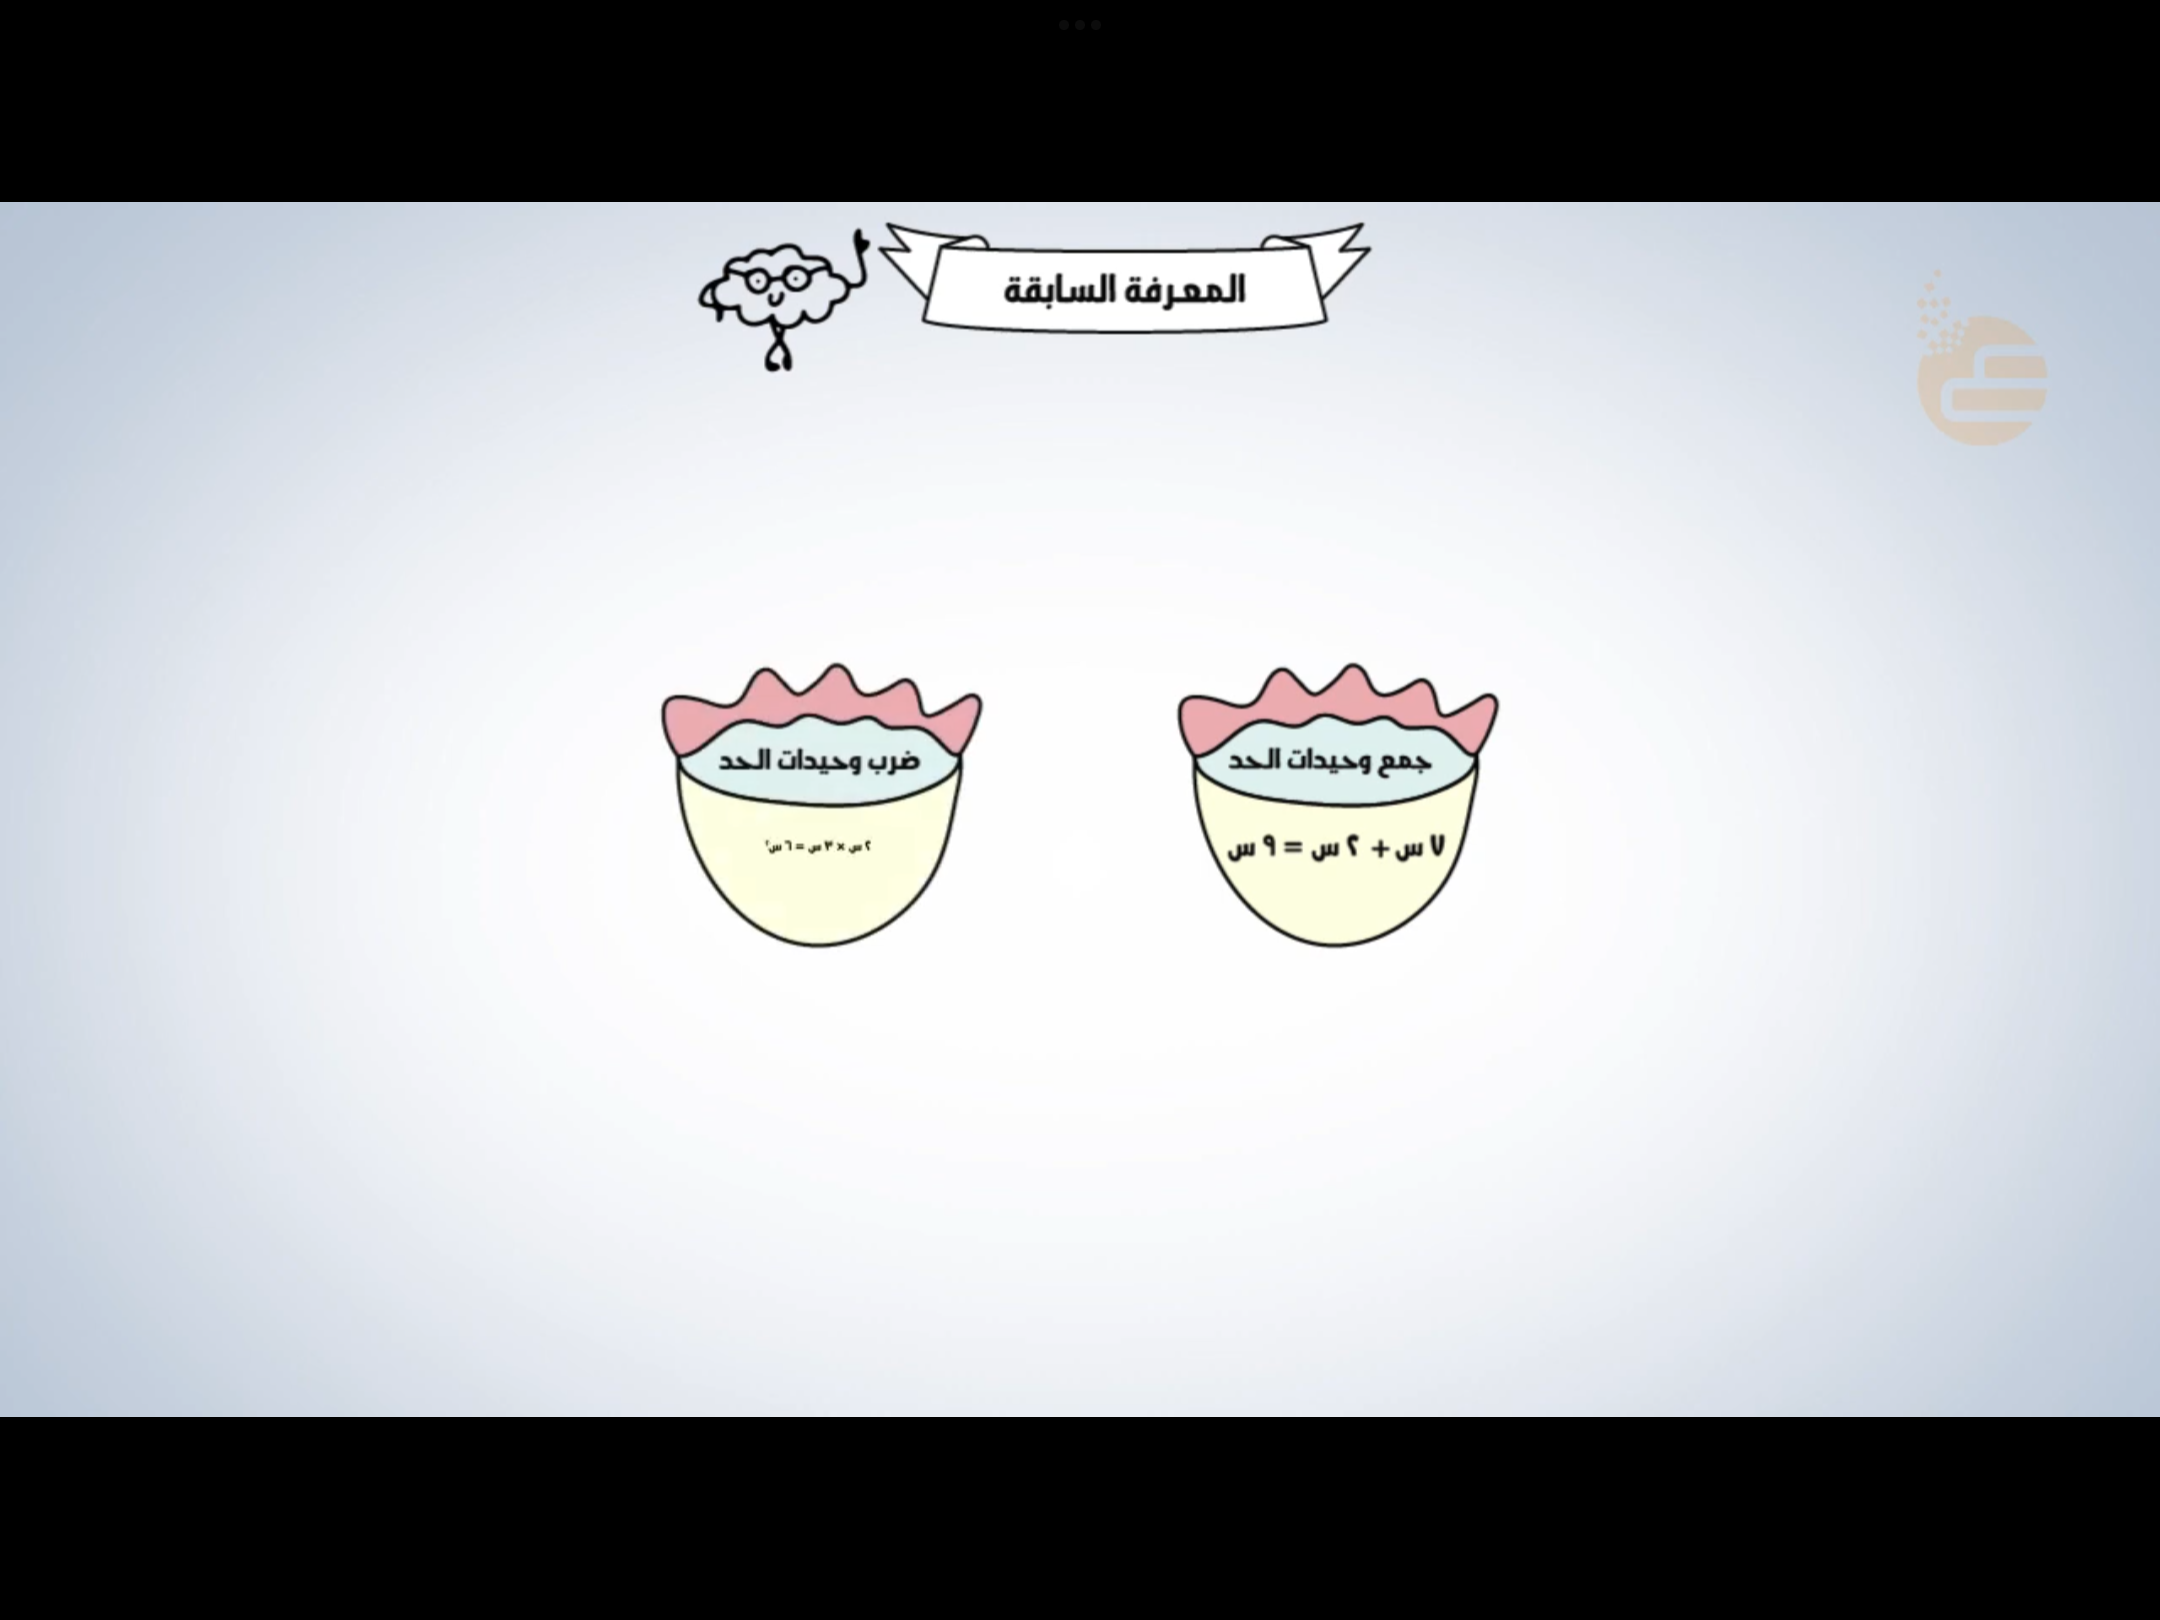 المعرفة السابقة
جمع وحيدات الحد
٧ س + ٢ س = ٩ س
ضرب وحيدات الحد
٢ س × ٣ س = ٦ س٢